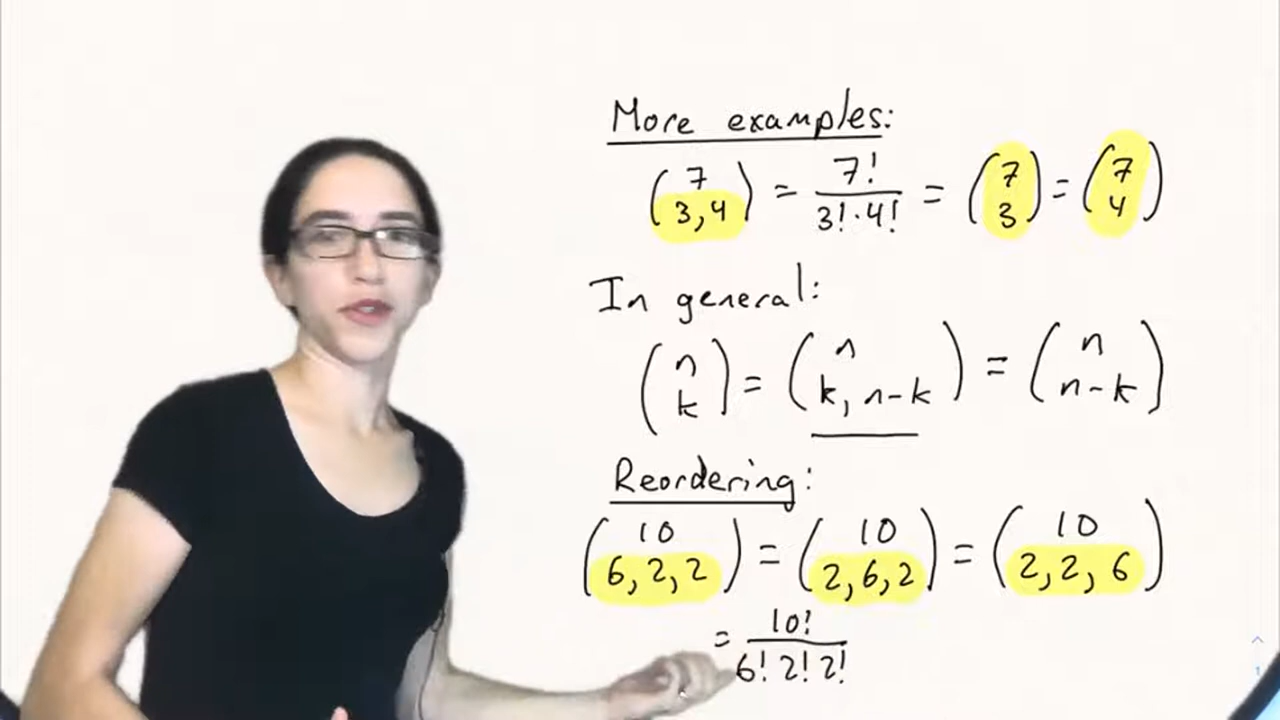 More examples:
(7 3,4) = 7!/3!·4! = (7 3) = (7 4)
In general:
(n k) = (n k, n-k) = (n n-k)
Reordering:
(10 6,2,2) = (10 2,6,2) = (10 2,2,6)
= 10!/6!2!2!